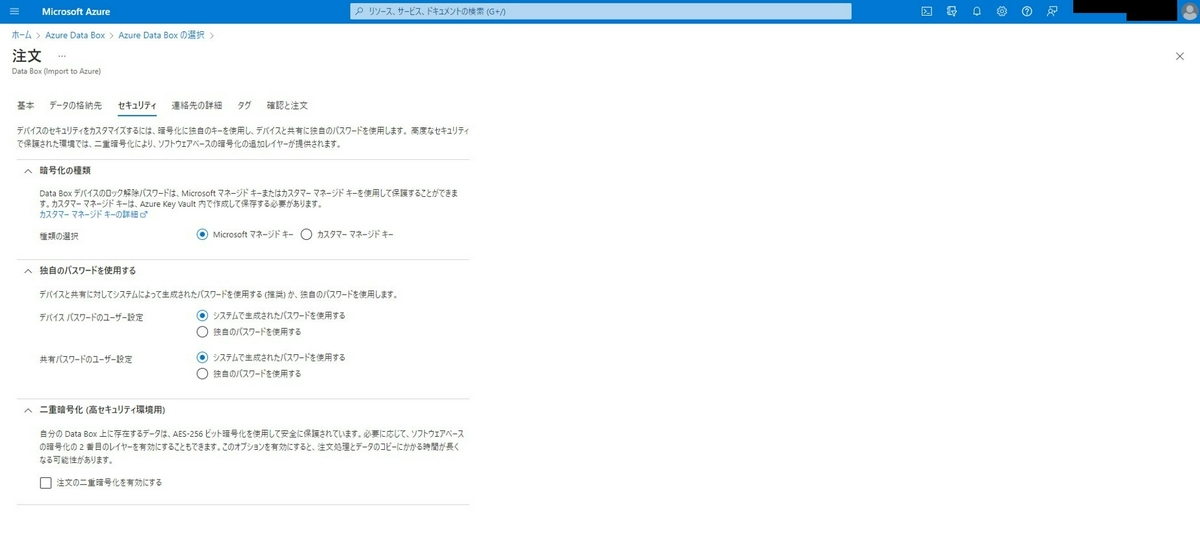 Microsoft Azure
リソース、サービス、ドキュメントの検索 (G+/)
ホーム > Azure Data Box > Azure Data Box の選択 >
注文 ...
Data Box (Import to Azure)
基本 データの格納先 セキュリティ 連絡先の詳細 タグ 確認と注文
デバイスのセキュリティをカスタマイズするには、暗号化に独自のキーを使用し、デバイスと共有に独自のパスワードを使用します。 高度なセキュリティ
で保護された環境では、二重暗号化により、ソフトウェアベースの暗号化の追加レイヤーが提供されます。
暗号化の種類
Data Box デバイスのロック解除パスワードは、Microsoft マネージド キーまたはカスタマー マネージド キーを使用して保護することができま
す。カスタマー マネージド キーは、Azure Key Vault 内で作成して保存する必要があります。
カスタマー マネージド キーの詳細
種類の選択 Microsoft マネージド キー カスタマー マネージド キー
独自のパスワードを使用する
デバイスと共有に対してシステムによって生成されたパスワードを使用する (推奨) か、独自のパスワードを使用します。
デバイス パスワードのユーザー設定 システムで生成されたパスワードを使用する
独自のパスワードを使用する
共有パスワードのユーザー設定 システムで生成されたパスワードを使用する
独自のパスワードを使用する
二重暗号化 (高セキュリティ環境用)
自分の Data Box 上に存在するデータは、AES-256 ビット暗号化を使用して安全に保護されています。必要に応じて、ソフトウェアベース
の暗号化の 2 番目のレイヤーを有効にすることもできます。このオプションを有効にすると、注文処理とデータのコピーにかかる時間が長く
なる可能性があります。
注文の二重暗号化を有効にする